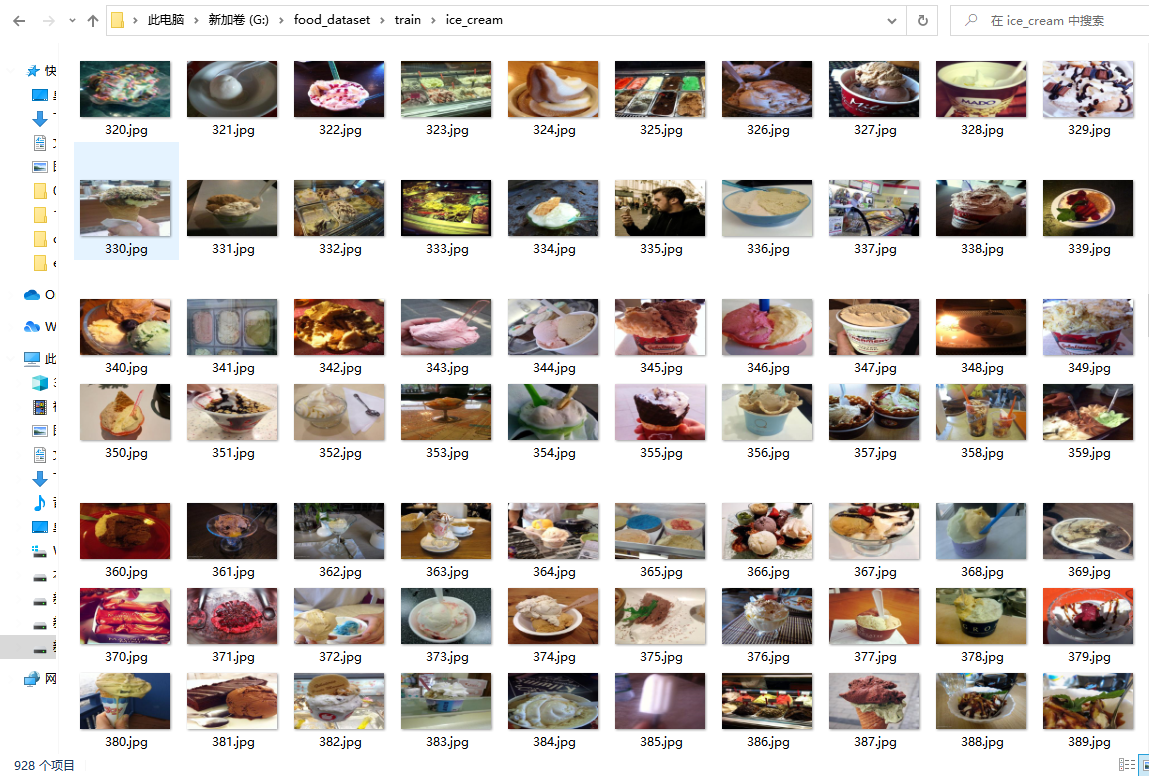 此电脑 > 新加卷 (G:) > food_dataset > train > ice_cream
在 ice_cream 中搜索
快
320.jpg 321.jpg 322.jpg 323.jpg 324.jpg 325.jpg 326.jpg 327.jpg 328.jpg 329.jpg
330.jpg 331.jpg 332.jpg 333.jpg 334.jpg 335.jpg 336.jpg 337.jpg 338.jpg 339.jpg
340.jpg 341.jpg 342.jpg 343.jpg 344.jpg 345.jpg 346.jpg 347.jpg 348.jpg 349.jpg
350.jpg 351.jpg 352.jpg 353.jpg 354.jpg 355.jpg 356.jpg 357.jpg 358.jpg 359.jpg
360.jpg 361.jpg 362.jpg 363.jpg 364.jpg 365.jpg 366.jpg 367.jpg 368.jpg 369.jpg
370.jpg 371.jpg 372.jpg 373.jpg 374.jpg 375.jpg 376.jpg 377.jpg 378.jpg 379.jpg
380.jpg 381.jpg 382.jpg 383.jpg 384.jpg 385.jpg 386.jpg 387.jpg 388.jpg 389.jpg
MADO
O
W
此
网
928 个项目